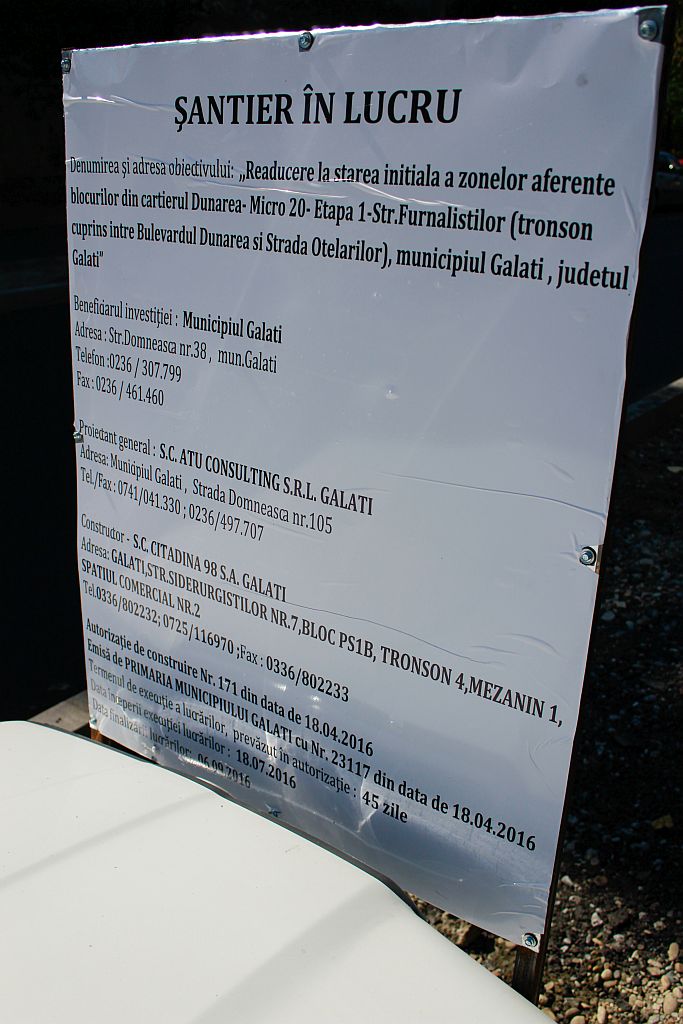 ŞANTIER ÎN LUCRU
Denumirea şi adresa obiectivului: „Readucere la starea initiala a zonelor aferente
blocurilor din cartierul Dunarea- Micro 20- Etapa 1-Str.Furnalistilor (tronson
cuprins intre Bulevardul Dunarea si Strada Otelarilor), municipiul Galati , judetul
Galati"
Beneficiarul investiţiei : Municipiul Galati
Adresa : Str.Domneasca nr.38 , mun.Galati
Telefon :0236 / 307.799
Fax : 0236 / 461.460
Proiectant general : S.C. ATU CONSULTING S.R.L. GALATI
Adresa: Municipiul Galati , Strada Domneasca nr.105
Tel./Fax : 0741/041.330 ; 0236/497.707
Constructor - S.C. CITADINA 98 S.A. GALATI
Adresa: GALATI,STR.SIDERURGISTILOR NR.7,BLOC PS1B, TRONSON 4,MEZANIN 1,
SPATIUL COMERCIAL NR.2
Tel.0336/802232; 0725/116970 ;Fax : 0336/802233
Autorizaţie de construire Nr. 171 din data de 18.04.2016
Emisă de PRIMARIA MUNICIPIULUI GALATI cu Nr. 23117 din data de 18.04.2016
Termenul de execuţie a lucrărilor, prevăzut în autorizaţie : 45 zile
Data începerii execuţiei lucrărilor : 18.07.2016
Data finalizării lucrărilor: 06.09.2016